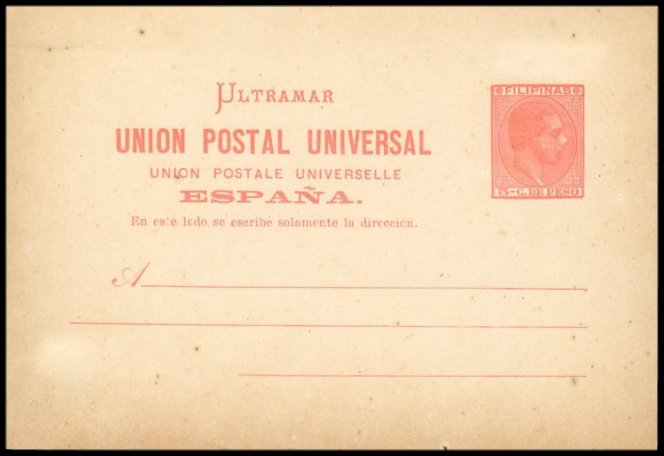 ULTRAMAR
UNION POSTAL UNIVERSAL
UNION POSTALE UNIVERSELLE
ESPAÑA.
En este lado se escribe solamente la direccion.
FILIPINAS
3 C. DE PESO
A